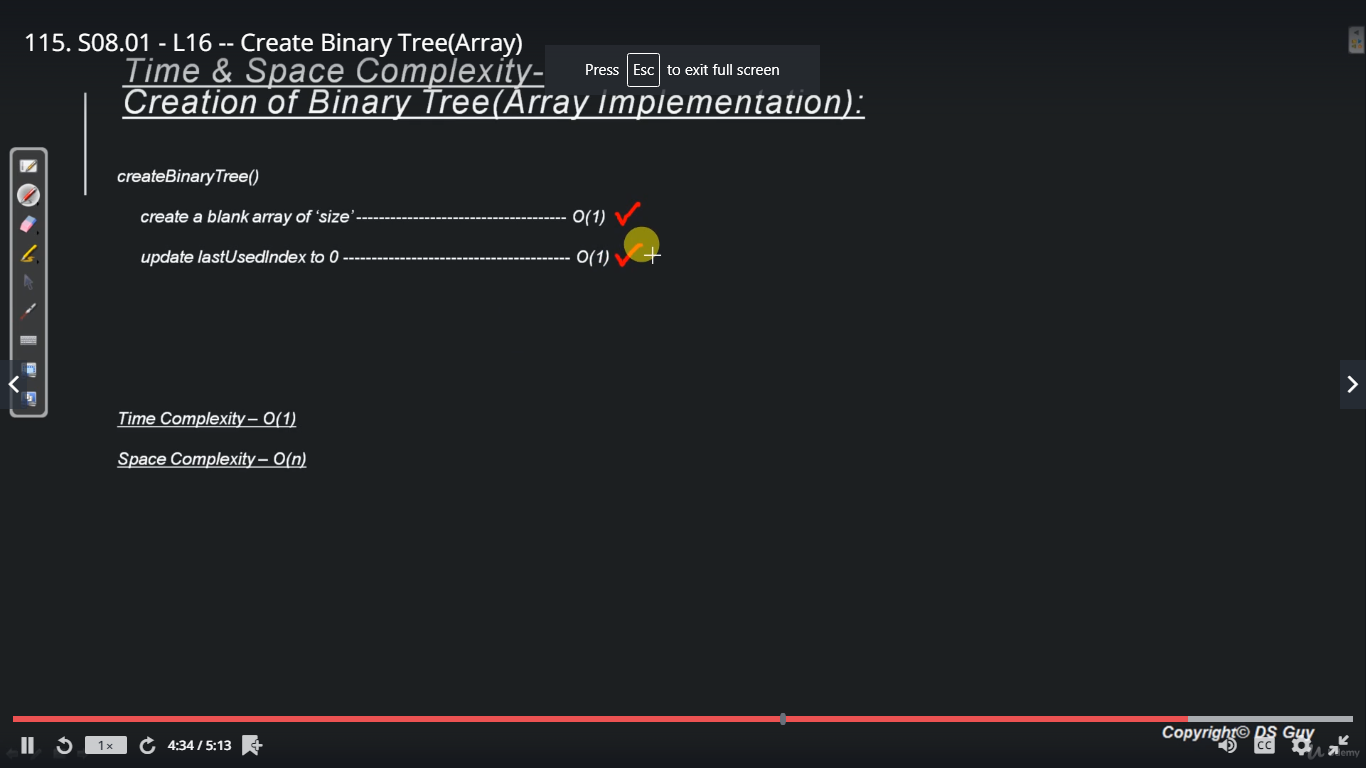 115. S08.01 - L16 -- Create Binary Tree(Array)
Press Esc to exit full screen
Time & Space Complexity-
Creation of Binary Tree(Array Implementation):
createBinaryTree()
create a blank array of ‘size’------------------------------------- O(1)
update lastUsedIndex to 0 ---------------------------------------- O(1)
Time Complexity – O(1)
Space Complexity – O(n)
Copyright© DS Guy
1×
4:34 / 5:13
CC